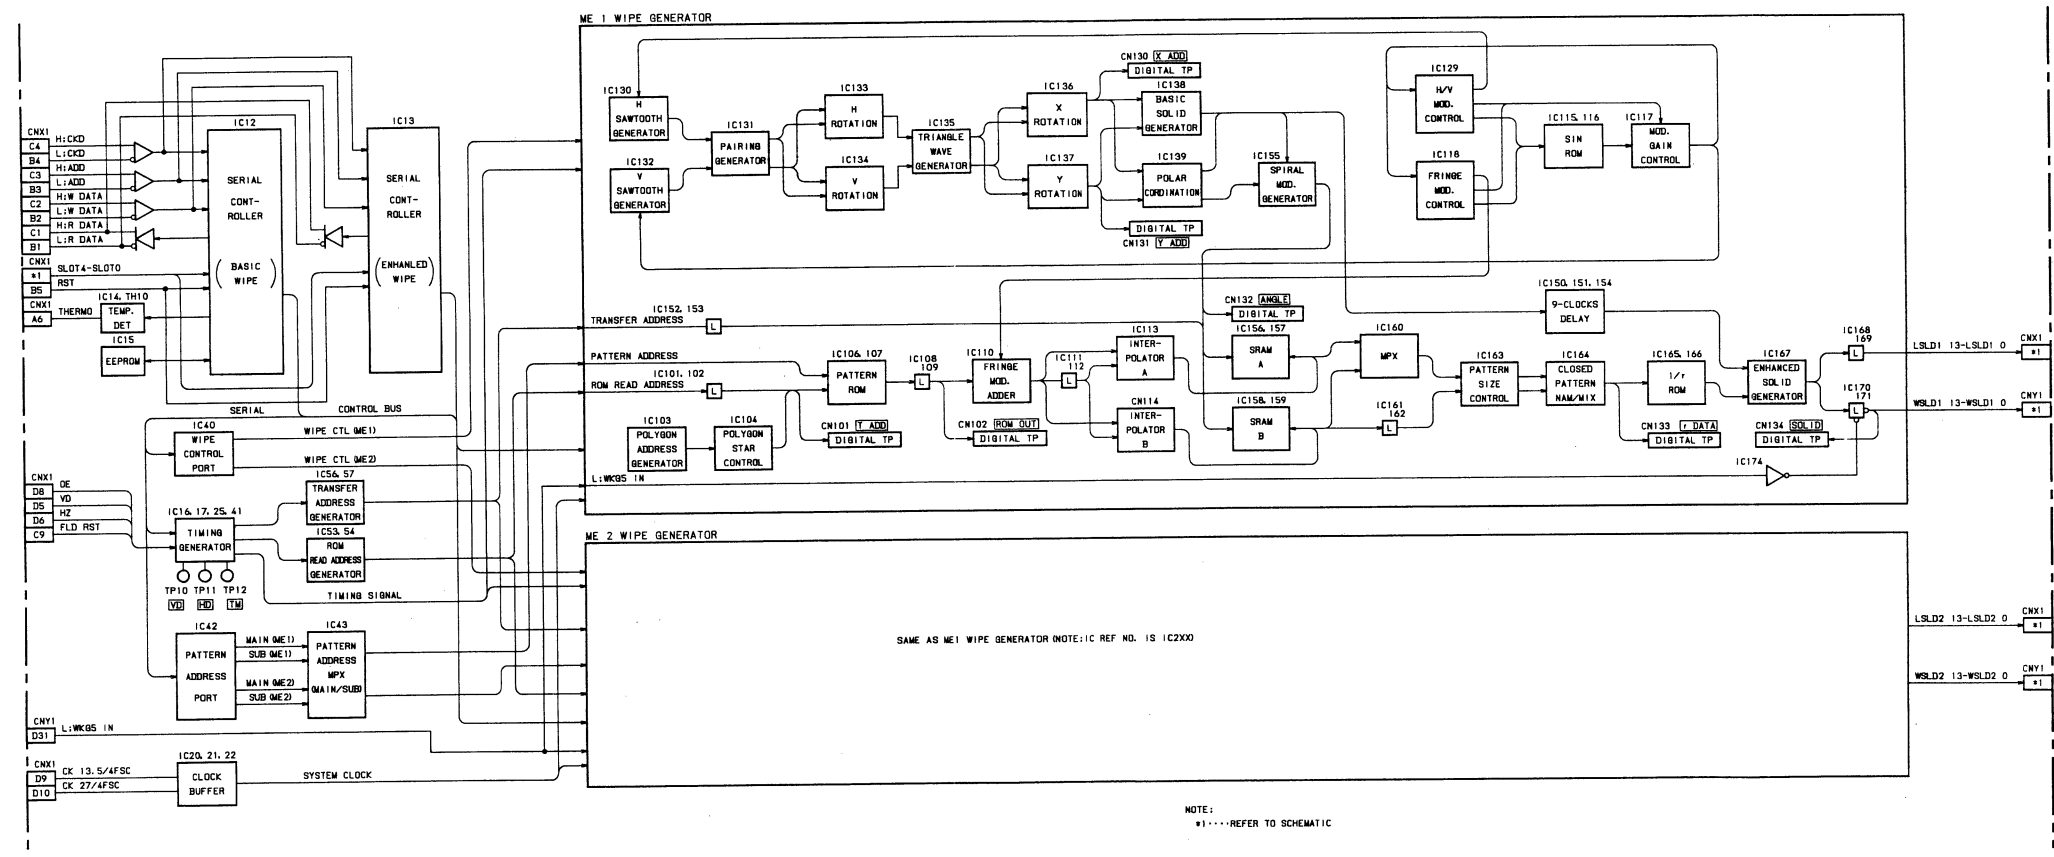 ME 1 WIPE GENERATOR
CNX1
C4 H:CKD
B4 L:CKD
C3 H:ADD
B3 L:ADD
C2 H:W DATA
B2 L:W DATA
C1 H:R DATA
B1 L:R DATA
CNX1
*1 SLOT4-SLOT0
B5 RST
CNX1
A6 THERMO
IC14, TH10
TEMP.
DET
IC15
EEPROM
IC12
SERIAL
CONT-
ROLLER
(BASIC
WIPE)
IC13
SERIAL
CONT-
ROLLER
(ENHANLED
WIPE)
SERIAL
CONTROL BUS
IC40
WIPE
CONTROL
PORT
WIPE CTL (ME1)
WIPE CTL (ME2)
CNX1
D8 OE
D5 VD
D6 HZ
C9 FLD RST
IC16, 17, 25, 41
TIMING
GENERATOR
TP10 TP11 TP12
VD HD TM
IC56, 57
TRANSFER
ADDRESS
GENERATOR
IC53, 54
ROM
READ ADDRESS
GENERATOR
TIMING SIGNAL
IC42
PATTERN
ADDRESS
PORT
MAIN (ME1)
SUB (ME1)
MAIN (ME2)
SUB (ME2)
IC43
PATTERN
ADDRESS
MPX
(MAIN/SUB)
CNY1
D31 L:WKG5 IN
CNX1
D9 CK 13.5/4FSC
D10 CK 27/4FSC
IC20, 21, 22
CLOCK
BUFFER
SYSTEM CLOCK
IC130
H
SAWTOOTH
GENERATOR
IC132
V
SAWTOOTH
GENERATOR
IC131
PAIRING
GENERATOR
IC133
H
ROTATION
IC134
V
ROTATION
IC135
TRIANGLE
WAVE
GENERATOR
IC136
X
ROTATION
IC137
Y
ROTATION
CN130 X ADD
DIGITAL TP
IC138
BASIC
SOLID
GENERATOR
IC139
POLAR
CORDINATION
DIGITAL TP
CN131 Y ADD
IC155
SPIRAL
MOD.
GENERATOR
IC129
H/V
MOD.
CONTROL
IC118
FRINGE
MOD.
CONTROL
IC115, 116
SIN
ROM
IC117
MOD.
GAIN
CONTROL
TRANSFER ADDRESS
IC152, 153
L
PATTERN ADDRESS
IC101, 102
ROM READ ADDRESS
L
IC103
POLYGON
ADDRESS
GENERATOR
IC104
POLYGON
STAR
CONTROL
IC106, 107
PATTERN
ROM
CN101 T ADD
DIGITAL TP
IC108
109
L
IC110
FRINGE
MOD.
ADDER
CN102 ROM OUT
DIGITAL TP
IC111
112
L
IC113
INTER-
POLATOR
A
CN114
INTER-
POLATOR
B
CN132 ANGLE
DIGITAL TP
IC156, 157
SRAM
A
IC158, 159
SRAM
B
IC160
MPX
IC161
162
L
IC163
PATTERN
SIZE
CONTROL
IC150, 151, 154
9-CLOCKS
DELAY
IC164
CLOSED
PATTERN
NAM/MIX
IC165, 166
1/r
ROM
CN133 r DATA
DIGITAL TP
IC167
ENHANCED
SOLID
GENERATOR
CN134 SOLID
DIGITAL TP
IC168
169
L
IC170
171
L
IC174
L:WKG5 IN
LSLD1 13-LSLD1 0
CNX1
*1
WSLD1 13-WSLD1 0
CNY1
*1
ME 2 WIPE GENERATOR
SAME AS ME1 WIPE GENERATOR (NOTE:IC REF NO. IS IC2XX)
LSLD2 13-LSLD2 0
CNX1
*1
WSLD2 13-WSLD2 0
CNY1
*1
NOTE:
*1····REFER TO SCHEMATIC